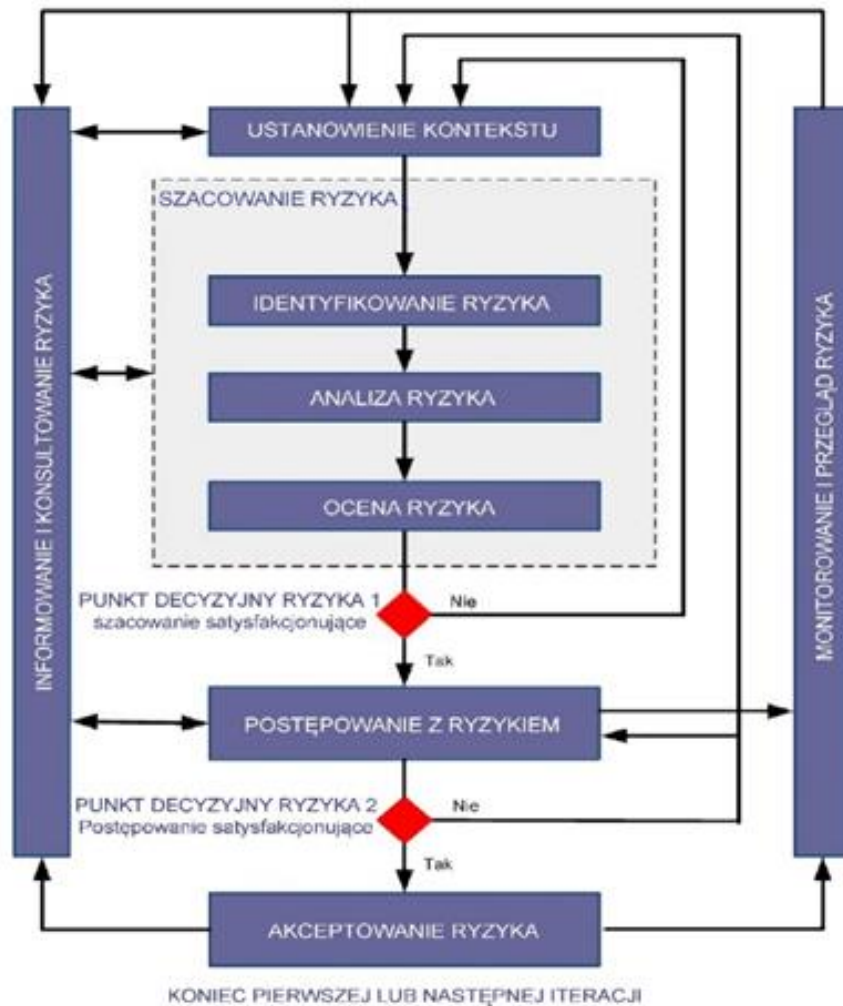 USTANOWIENIE KONTEKSTU
SZACOWANIE RYZYKA
IDENTYFIKOWANIE RYZYKA
ANALIZA RYZYKA
OCENA RYZYKA
PUNKT DECYZYJNY RYZYKA 1
szacowanie satysfakcjonujące
Nie
Tak
POSTĘPOWANIE Z RYZYKIEM
PUNKT DECYZYJNY RYZYKA 2
Postępowanie satysfakcjonujące
Nie
Tak
AKCEPTOWANIE RYZYKA
KONIEC PIERWSZEJ LUB NASTĘPNEJ ITERACJI
INFORMOWANIE I KONSULTOWANIE RYZYKA
MONITOROWANIE I PRZEGLĄD RYZYKA